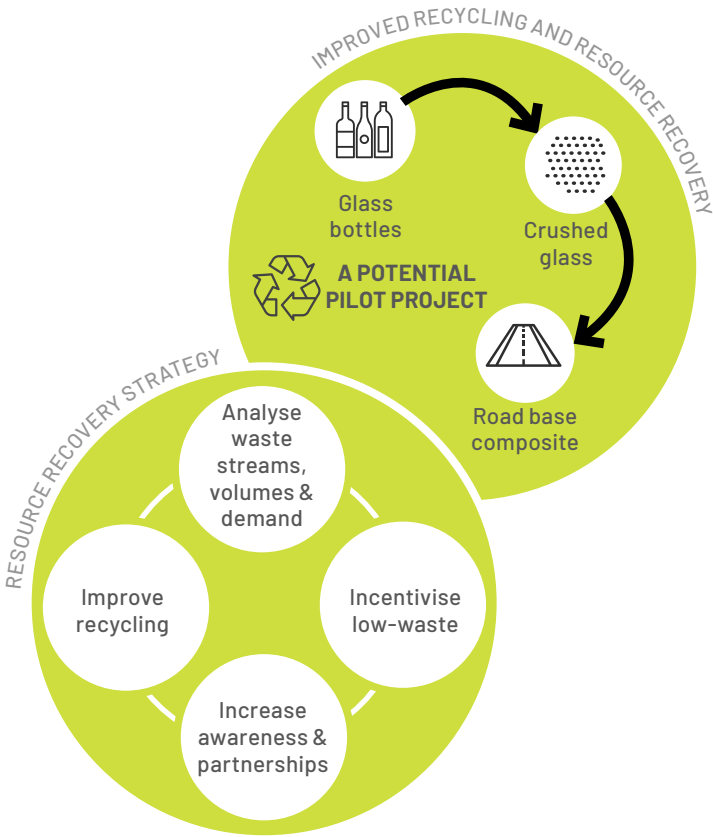 IMPROVED RECYCLING AND RESOURCE RECOVERY
Glass
bottles
Crushed
glass
A POTENTIAL
PILOT PROJECT
Road base
composite
RESOURCE RECOVERY STRATEGY
Analyse
waste
streams,
volumes &
demand
Improve
recycling
Incentivise
low-waste
Increase
awareness &
partnerships